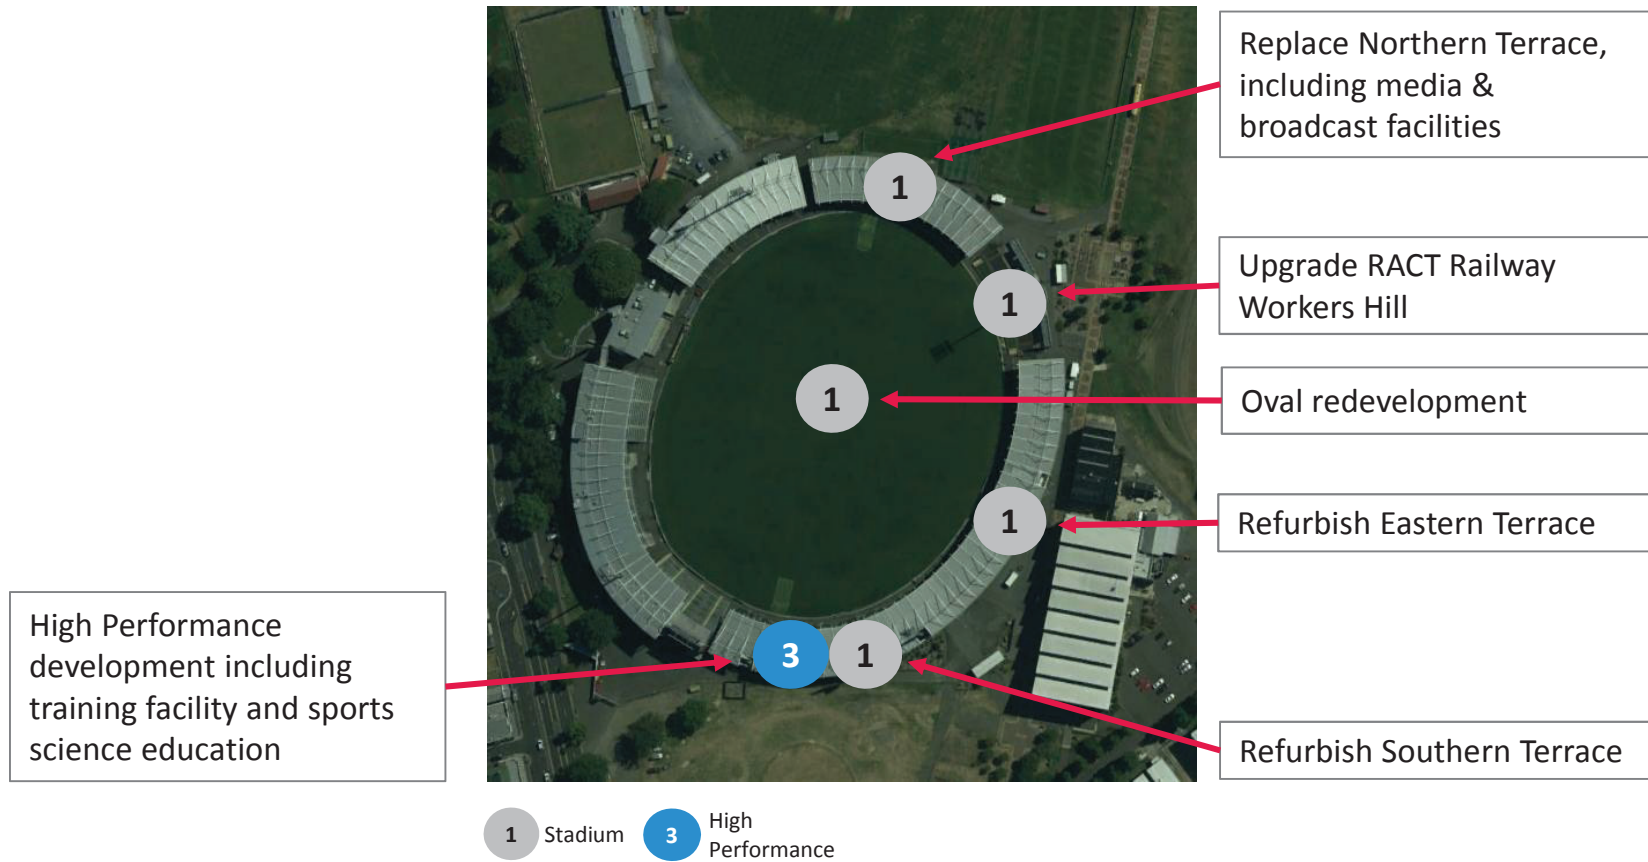 Replace Northern Terrace,
including media &
broadcast facilities
1
Upgrade RACT Railway
Workers Hill
1
Oval redevelopment
1
Refurbish Eastern Terrace
1
High Performance
development including
training facility and sports
science education
3
1
Refurbish Southern Terrace
1 Stadium
3 High
Performance